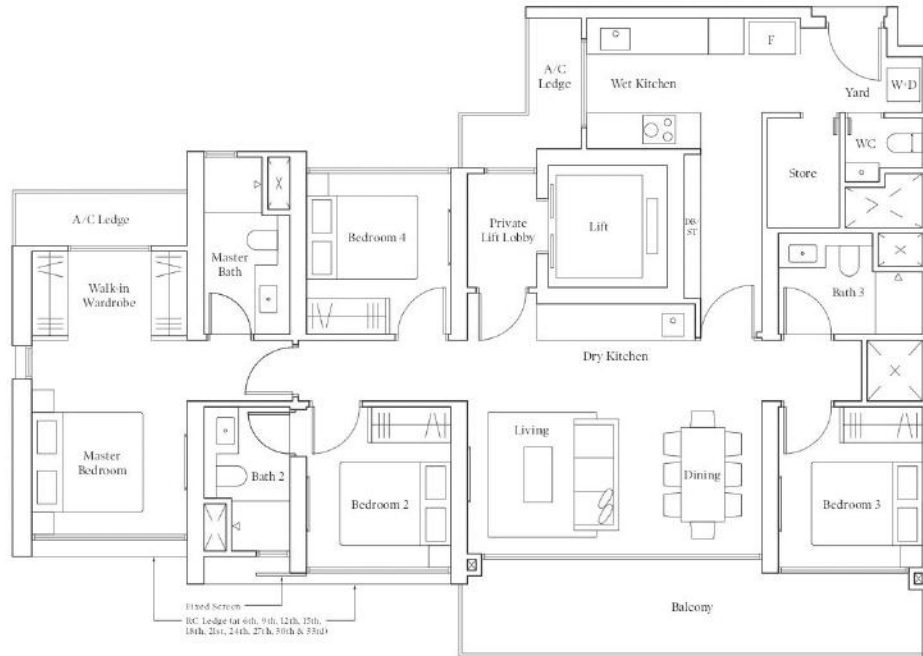 F
A/C
Ledge
Wet Kitchen
Yard
W+D
WC
Store
A/C Ledge
Master
Bath
Bedroom 4
Private
Lift Lobby
Lift
DB/
ST
Walk-in
Wardrobe
Bath 3
Dry Kitchen
Master
Bedroom
Bath 2
Bedroom 2
Living
Dining
Bedroom 3
Fixed Screen
RC Ledge (at 6th, 9th, 12th, 15th,
18th, 21st, 24th, 27th, 30th & 33rd)
Balcony